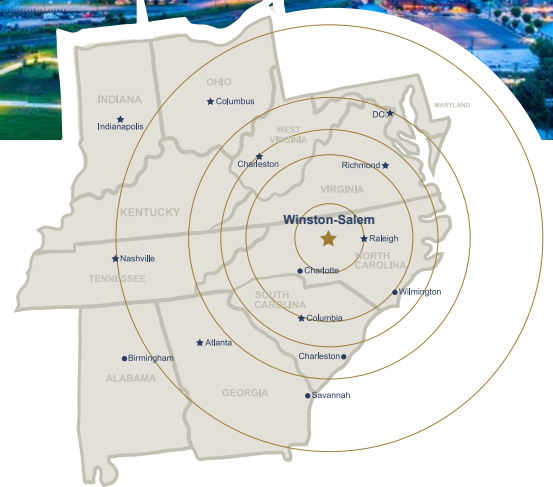 OHIO
INDIANA
Columbus
MARYLAND
DC
Indianapolis
WEST
VIRGINIA
Charleston
Richmond
VIRGINIA
KENTUCKY
Winston-Salem
Raleigh
Nashville
NORTH
CAROLINA
Charlotte
TENNESSEE
Wilmington
SOUTH
CAROLINA
Columbia
Atlanta
Charleston
Birmingham
ALABAMA
GEORGIA
Savannah